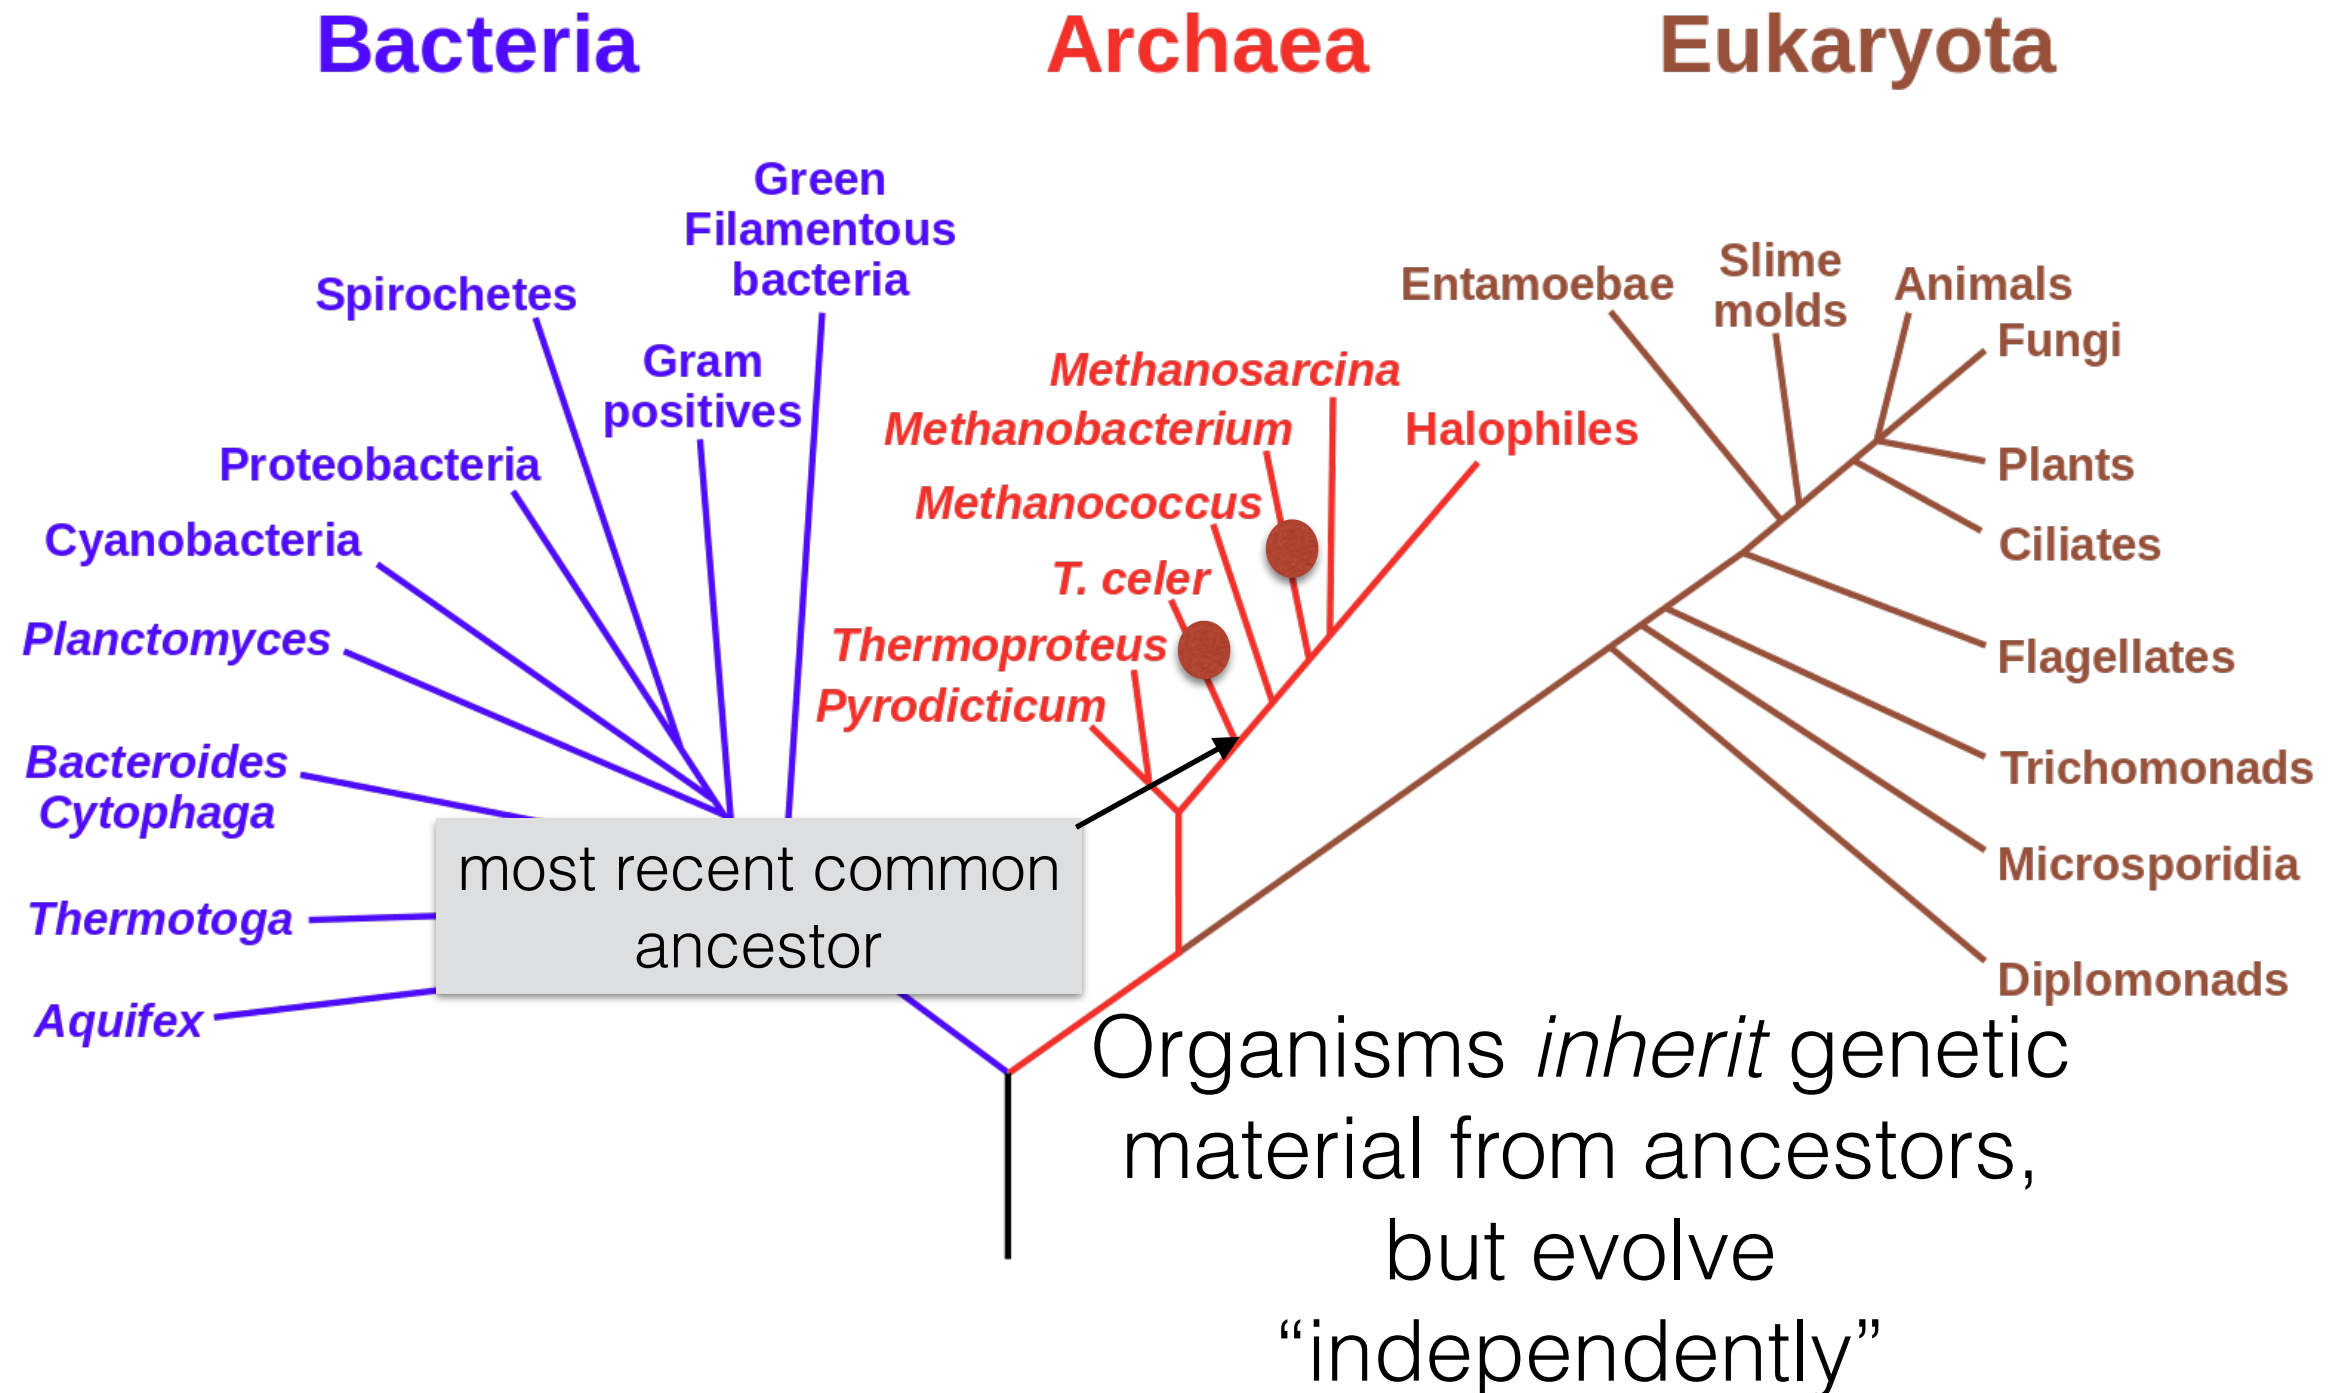 Bacteria
Archaea
Eukaryota
Green
Filamentous
bacteria
Spirochetes
Gram
positives
Proteobacteria
Cyanobacteria
Planctomyces
Bacteroides
Cytophaga
Thermotoga
Aquifex
Methanosarcina
Methanobacterium
Halophiles
Methanococcus
T. celer
Thermoproteus
Pyrodicticum
Entamoebae
Slime
molds
Animals
Fungi
Plants
Ciliates
Flagellates
Trichomonads
Microsporidia
Diplomonads
most recent common
ancestor
Organisms inherit genetic
material from ancestors,
but evolve
“independently”